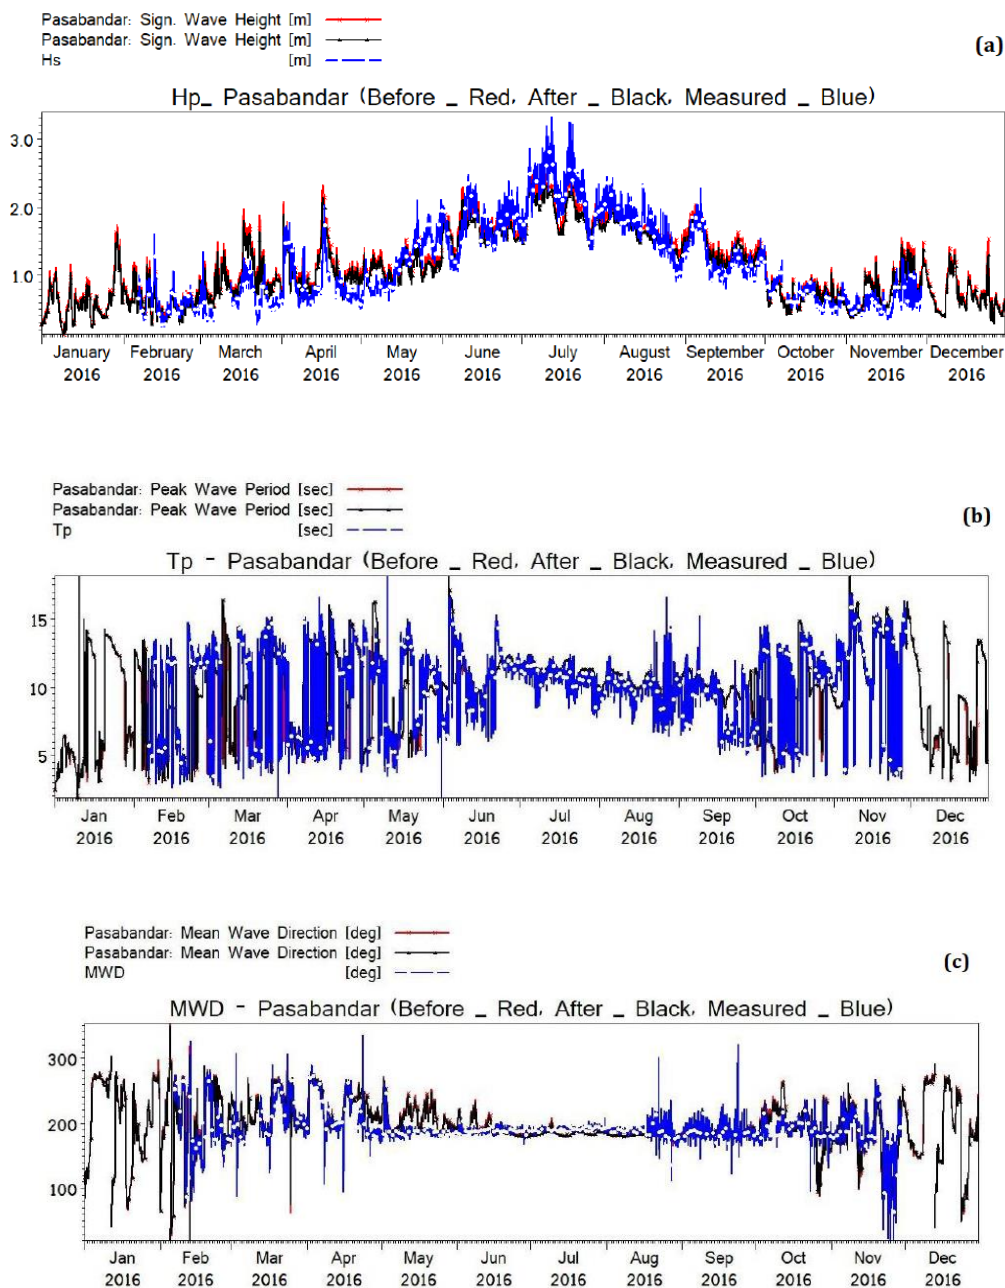 Pasabandar: Sign. Wave Height [m]
Pasabandar: Sign. Wave Height [m]
Hs [m]
(a)
Hp_ Pasabandar (Before _ Red, After _ Black, Measured _ Blue)
3.0
2.0
1.0
January February March April May June July August September October November December
2016 2016 2016 2016 2016 2016 2016 2016 2016 2016 2016 2016
Pasabandar: Peak Wave Period [sec]
Pasabandar: Peak Wave Period [sec]
Tp [sec]
(b)
Tp - Pasabandar (Before _ Red, After _ Black, Measured _ Blue)
15
10
5
Jan Feb Mar Apr May Jun Jul Aug Sep Oct Nov Dec
2016 2016 2016 2016 2016 2016 2016 2016 2016 2016 2016 2016
Pasabandar: Mean Wave Direction [deg]
Pasabandar: Mean Wave Direction [deg]
MWD [deg]
(c)
MWD - Pasabandar (Before _ Red, After _ Black, Measured _ Blue)
300
200
100
Jan Feb Mar Apr May Jun Jul Aug Sep Oct Nov Dec
2016 2016 2016 2016 2016 2016 2016 2016 2016 2016 2016 2016